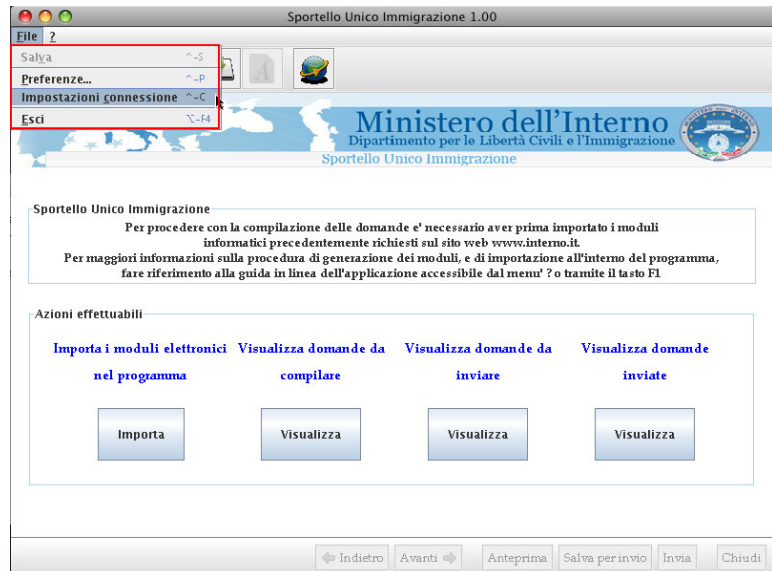 Sportello Unico Immigrazione 1.00
File ?
Salva ^-S
Preferenze... ^-P
Impostazioni connessione ^-C
Esci ⌥-F4
A
Ministero dell'Interno
Dipartimento per le Libertà Civili e l'Immigrazione
Sportello Unico Immigrazione
Sportello Unico Immigrazione
Per procedere con la compilazione delle domande e' necessario aver prima importato i moduli
informatici precedentemente richiesti sul sito web www.interno.it.
Per maggiori informazioni sulla procedura di generazione dei moduli, e di importazione all'interno del programma,
fare riferimento alla guida in linea dell'applicazione accessibile dal menu' ? o tramite il tasto F1
Azioni effettuabili
Importa i moduli elettronici
nel programma
Visualizza domande da
compilare
Visualizza domande da
inviare
Visualizza domande
inviate
Importa
Visualizza
Visualizza
Visualizza
Indietro
Avanti
Anteprima
Salva per invio
Invia
Chiudi